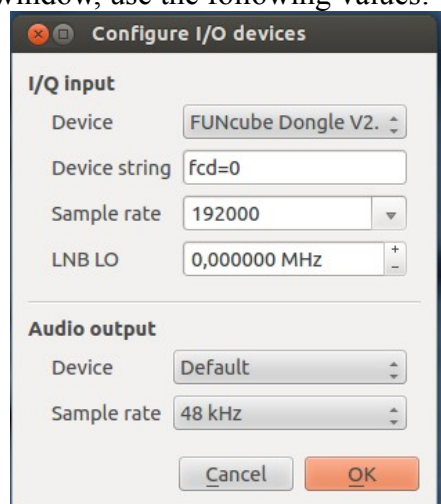 window, use the following values:
Configure I/O devices
I/Q input
Device FUNcube Dongle V2.
Device string fcd=0
Sample rate 192000
LNB LO 0,000000 MHz
Audio output
Device Default
Sample rate 48 kHz
Cancel OK